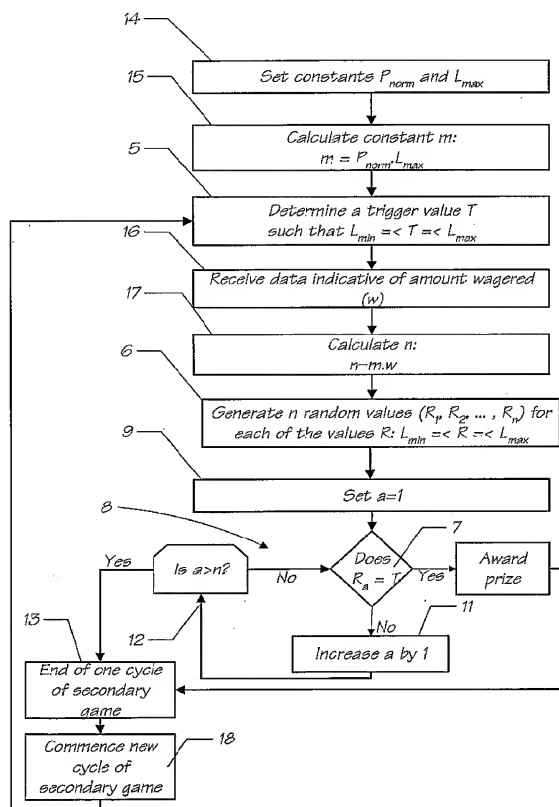 14
Set constants P_norm and L_max
15
Calculate constant m:
m = P_norm.L_max
5
Determine a trigger value T
such that L_min =< T =< L_max
16
Receive data indicative of amount wagered
(w)
17
Calculate n:
n=m.w
6
Generate n random values (R_1, R_2, ... , R_n) for
each of the values R: L_min =< R =< L_max
9
Set a=1
8
7
Yes
Is a>n?
No
Does
R_a = T
Yes
Award
prize
12
No
11
Increase a by 1
13
End of one cycle
of secondary
game
Commence new
cycle of
secondary game
18